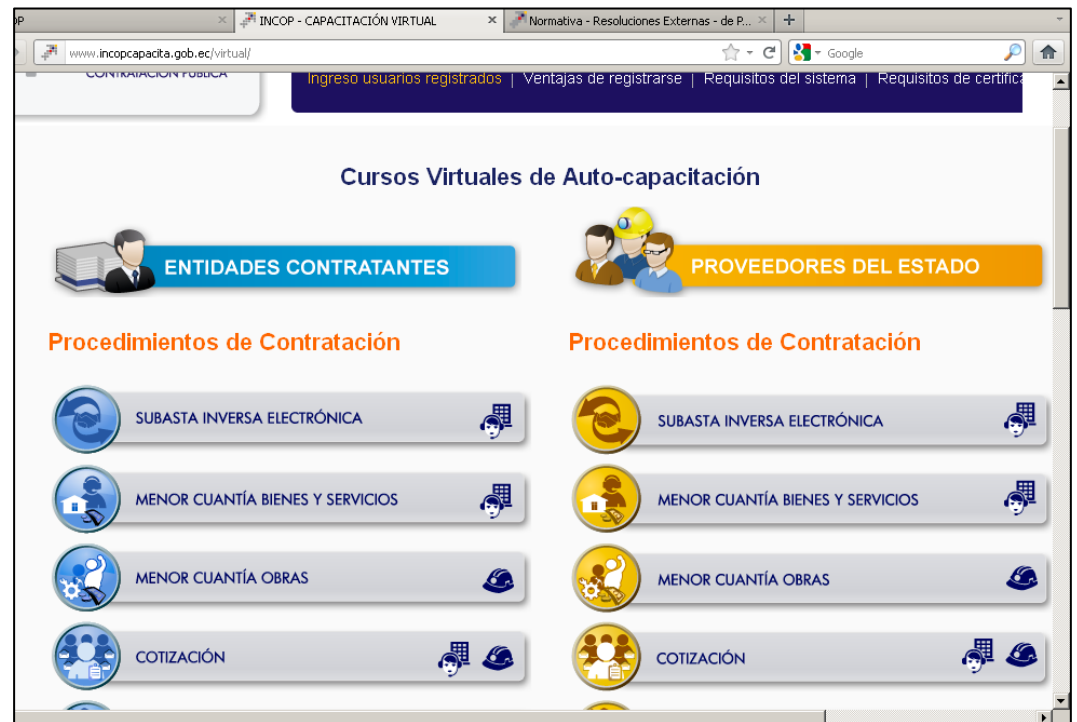 OP
INCOP - CAPACITACIÓN VIRTUAL
Normativa - Resoluciones Externas - de P...
www.incopcapacita.gob.ec/virtual/
Google
CONTRATACIÓN PÚBLICA
Ingreso usuarios registrados | Ventajas de registrarse | Requisitos del sistema | Requisitos de certifica
Cursos Virtuales de Auto-capacitación
ENTIDADES CONTRATANTES
PROVEEDORES DEL ESTADO
Procedimientos de Contratación
Procedimientos de Contratación
SUBASTA INVERSA ELECTRÓNICA
SUBASTA INVERSA ELECTRÓNICA
MENOR CUANTÍA BIENES Y SERVICIOS
MENOR CUANTÍA BIENES Y SERVICIOS
MENOR CUANTÍA OBRAS
MENOR CUANTÍA OBRAS
COTIZACIÓN
COTIZACIÓN